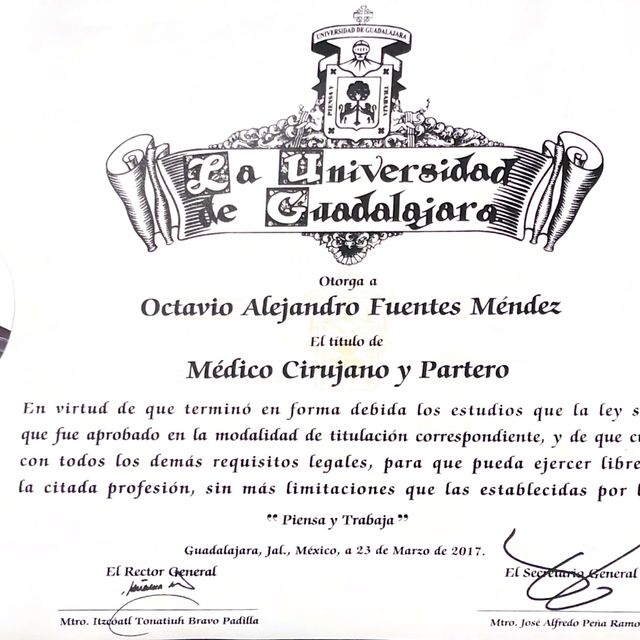 UNIVERSIDAD DE GUADALAJARA
PIENSA Y TRABAJA
La Universidad
de Guadalajara
Otorga a
Octavio Alejandro Fuentes Méndez
El título de
Médico Cirujano y Partero
En virtud de que terminó en forma debida los estudios que la ley s
que fue aprobado en la modalidad de titulación correspondiente, y de que cu
con todos los demás requisitos legales, para que pueda ejercer libre
la citada profesión, sin más limitaciones que las establecidas por l
“ Piensa y Trabaja ”
Guadalajara, Jal., México, a 23 de Marzo de 2017.
El Rector General
El Secretario General
Mtro. Itzcóatl Tonatiuh Bravo Padilla
Mtro. José Alfredo Peña Ramo